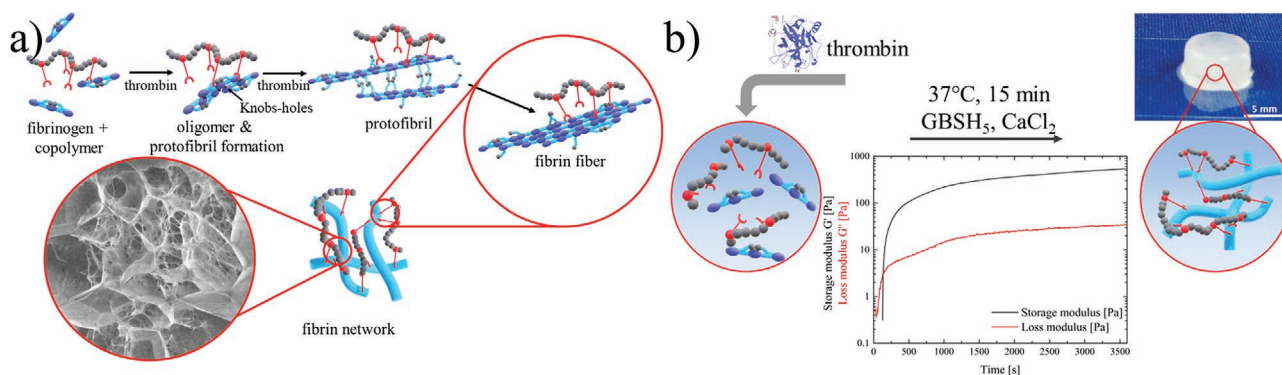 a)
thrombin
thrombin
Knobs-holes
fibrinogen +
copolymer
oligomer &
protofibril formation
protofibril
fibrin fiber
fibrin network
b)
thrombin
37°C, 15 min
GBSH₅, CaCl₂
5 mm
Storage modulus G' [Pa]
Loss modulus G'' [Pa]
1000
100
10
1
0.1
Storage modulus [Pa]
Loss modulus [Pa]
0 500 1000 1500 2000 2500 3000 3500
Time [s]